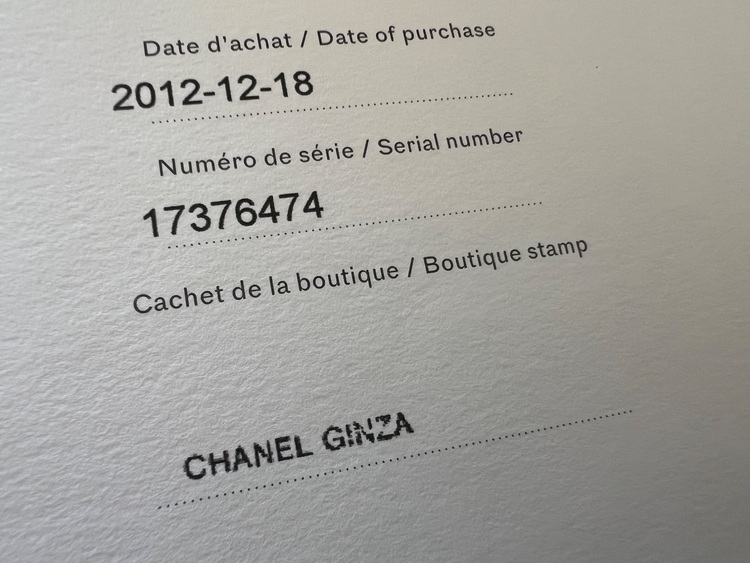 Date d'achat / Date of purchase
2012-12-18
Numéro de série / Serial number
17376474
Cachet de la boutique / Boutique stamp
CHANEL GINZA